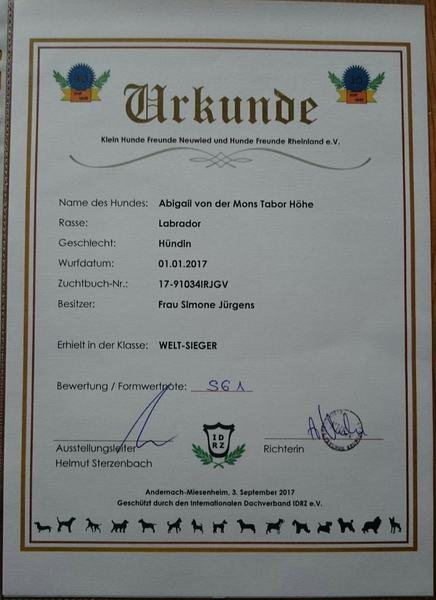 Urkunde
Klein Hunde Freunde Neuwied und Hunde Freunde Rheinland e.V.
Name des Hundes: Abigail von der Mons Tabor Höhe
Rasse: Labrador
Geschlecht: Hündin
Wurfdatum: 01.01.2017
Zuchtbuch-Nr.: 17-91034IRJGV
Besitzer: Frau Simone Jürgens
Erhielt in der Klasse: WELT-SIEGER
Bewertung / Formwertnote: SG 1
Ausstellungsleiter
Helmut Sterzenbach
I D
R Z
Richterin
Andernach-Miesenheim, 3. September 2017
Geschützt durch den Internationalen Dachverband IDRZ e.V.